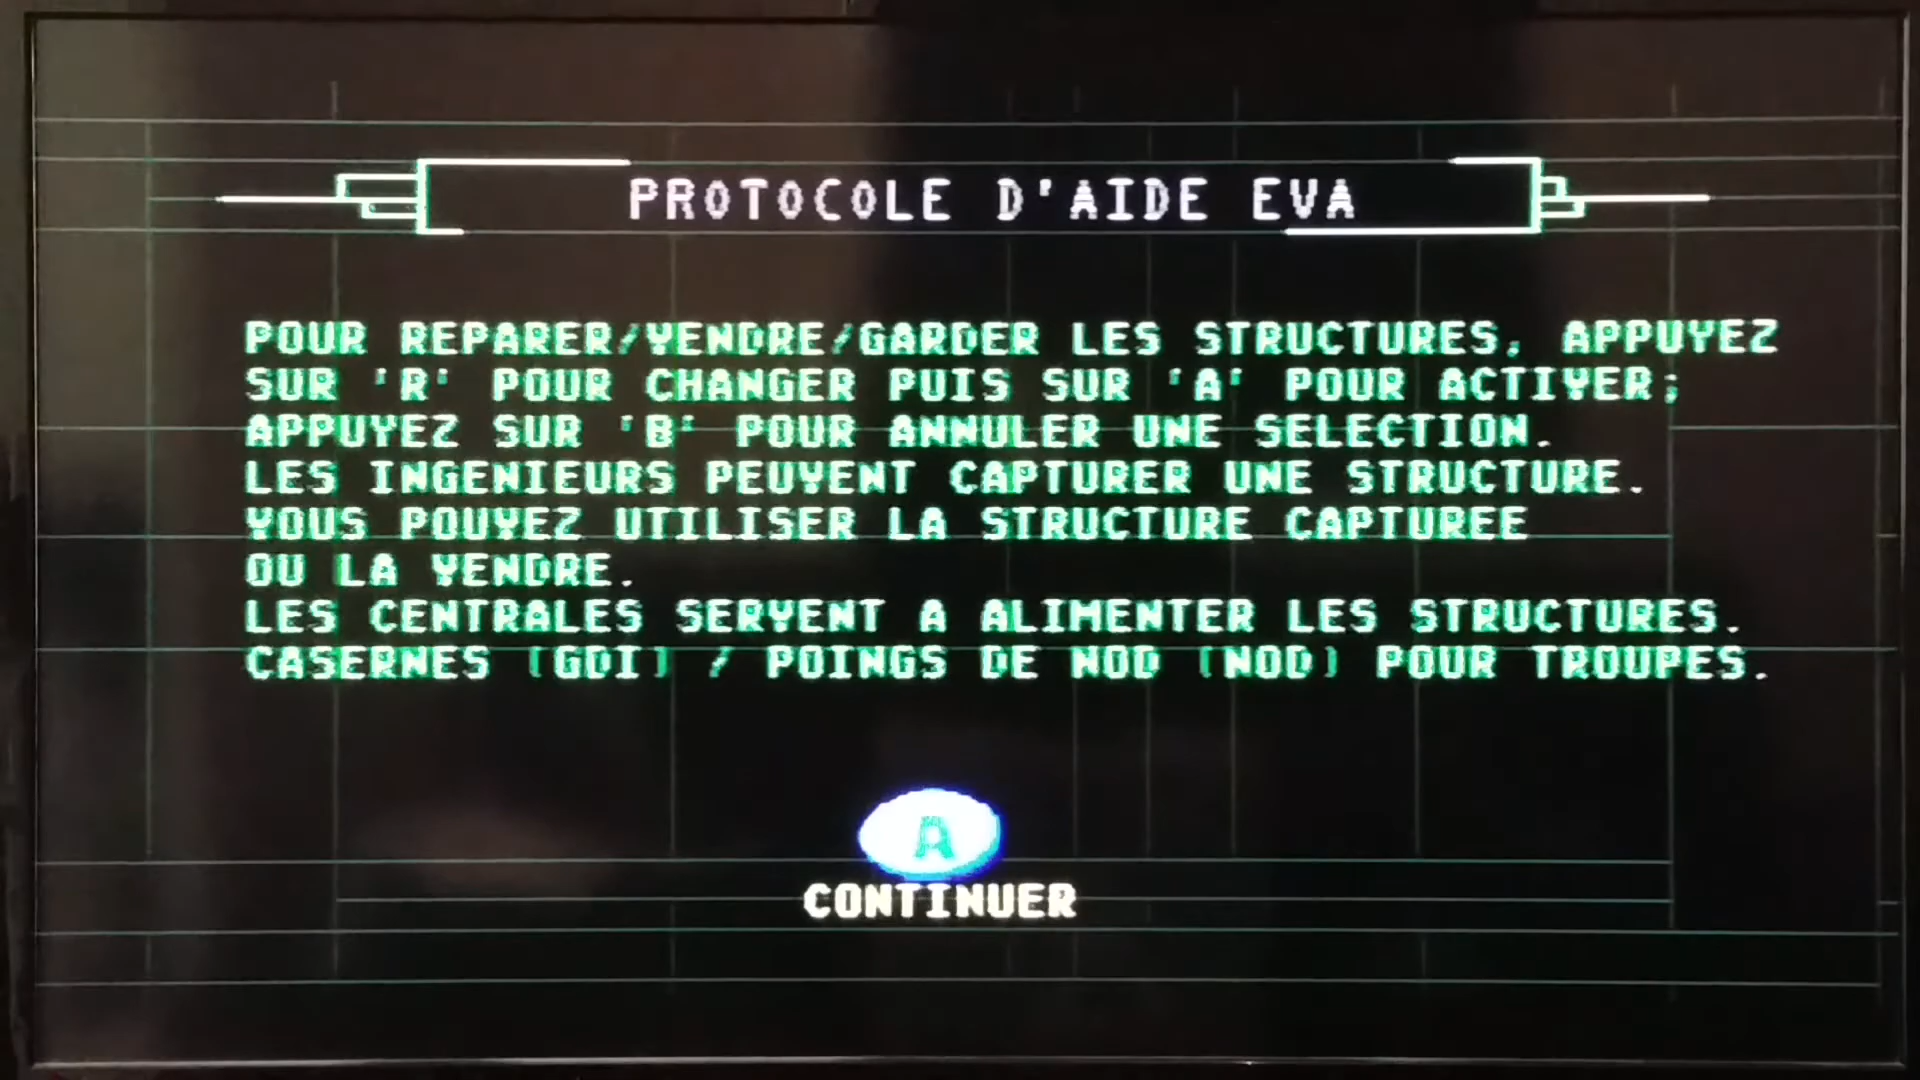 PROTOCOLE D'AIDE EVA
POUR REPARER/VENDRE/GARDER LES STRUCTURES, APPUYEZ
SUR 'R' POUR CHANGER PUIS SUR 'A' POUR ACTIVER;
APPUYEZ SUR 'B' POUR ANNULER UNE SELECTION.
LES INGENIEURS PEUVENT CAPTURER UNE STRUCTURE.
VOUS POUVEZ UTILISER LA STRUCTURE CAPTUREE
OU LA VENDRE.
LES CENTRALES SERVENT A ALIMENTER LES STRUCTURES.
CASERNES (GDI) / POINGS DE NOD (NOD) POUR TROUPES.
A
CONTINUER